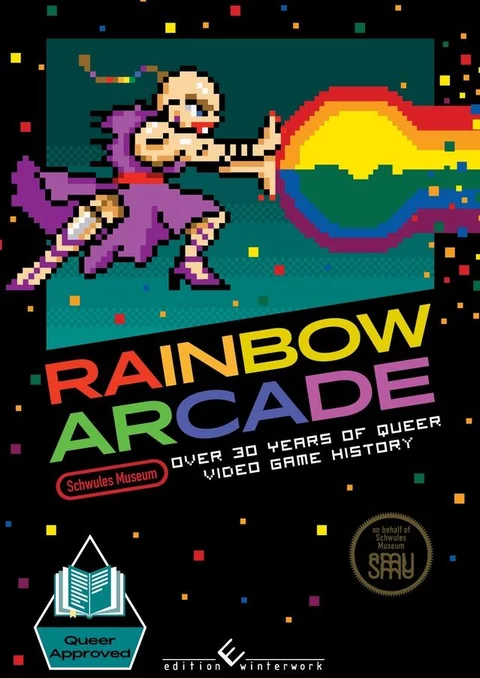 RAINBOW
ARCADE
OVER 30 YEARS OF QUEER
VIDEO GAME HISTORY
Schwules Museum
on behalf of
Schwules
Museum
SMU
Queer
Approved
edition winterwork